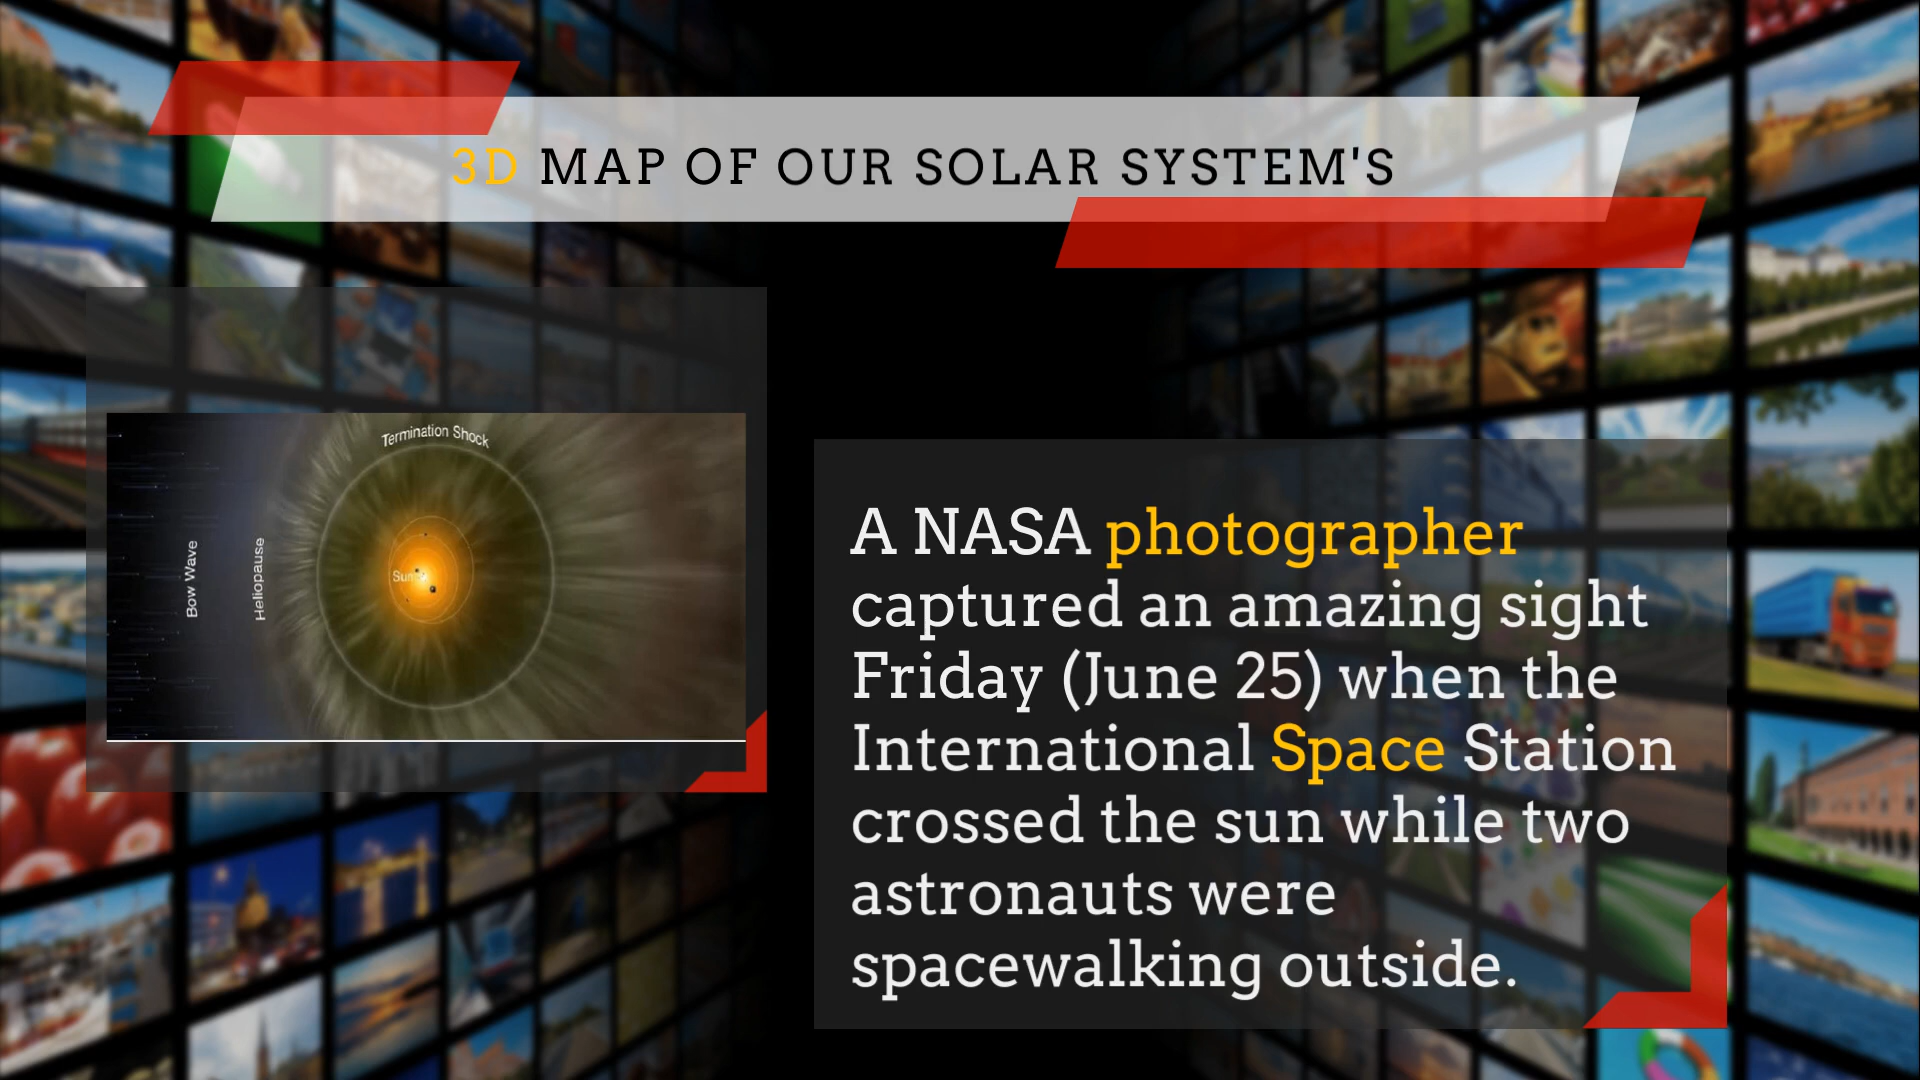 3D MAP OF OUR SOLAR SYSTEM'S
Termination Shock
Bow Wave
Heliopause
Sun
A NASA photographer
captured an amazing sight
Friday (June 25) when the
International Space Station
crossed the sun while two
astronauts were
spacewalking outside.